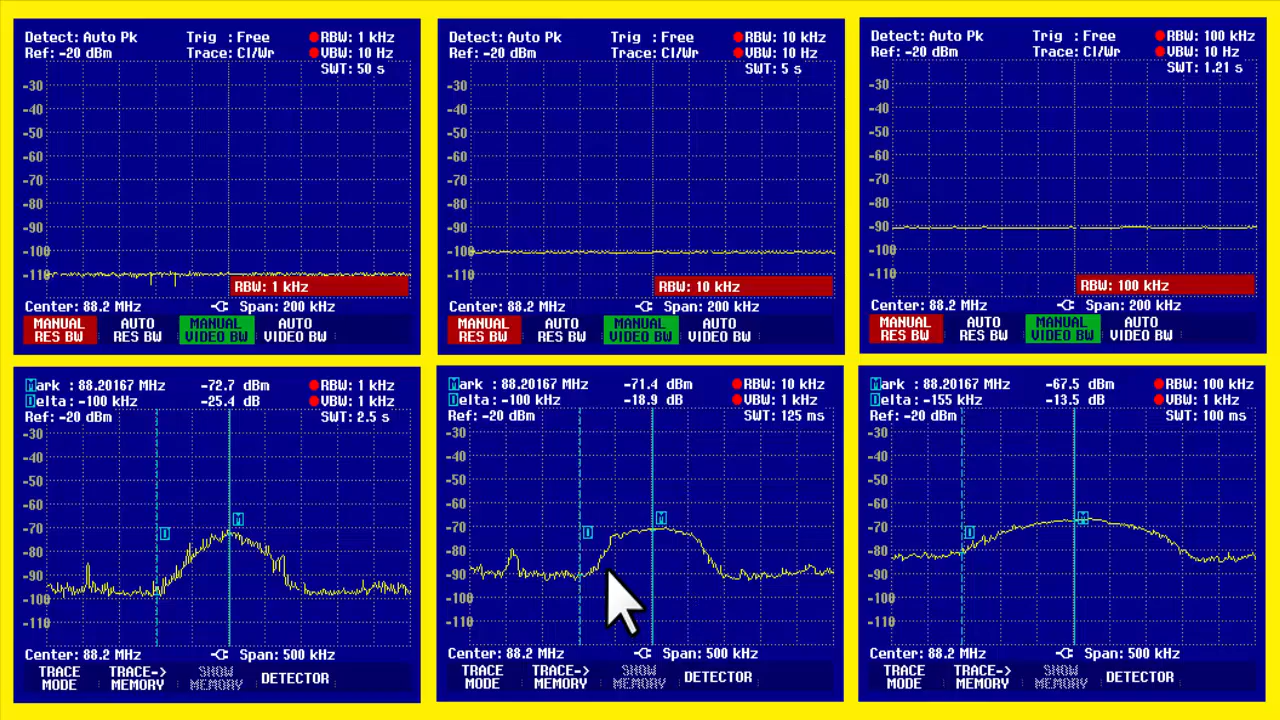 Detect: Auto Pk Trig : Free RBW: 1 kHz
Ref: -20 dBm Trace: Cl/Wr VBW: 10 Hz
SWT: 50 s
-30
-40
-50
-60
-70
-80
-90
-100
-110
RBW: 1 kHz
Center: 88.2 MHz Span: 200 kHz
MANUAL RES BW AUTO RES BW MANUAL VIDEO BW AUTO VIDEO BW
Detect: Auto Pk Trig : Free RBW: 10 kHz
Ref: -20 dBm Trace: Cl/Wr VBW: 10 Hz
SWT: 5 s
-30
-40
-50
-60
-70
-80
-90
-100
-110
RBW: 10 kHz
Center: 88.2 MHz Span: 200 kHz
MANUAL RES BW AUTO RES BW MANUAL VIDEO BW AUTO VIDEO BW
Detect: Auto Pk Trig : Free RBW: 100 kHz
Ref: -20 dBm Trace: Cl/Wr VBW: 10 Hz
SWT: 1.21 s
-30
-40
-50
-60
-70
-80
-90
-100
-110
RBW: 100 kHz
Center: 88.2 MHz Span: 200 kHz
MANUAL RES BW AUTO RES BW MANUAL VIDEO BW AUTO VIDEO BW
Mark : 88.20167 MHz -72.7 dBm RBW: 1 kHz
Delta: -100 kHz -25.4 dB VBW: 1 kHz
Ref: -20 dBm SWT: 2.5 s
-30
-40
-50
-60
-70
-80
-90
-100
-110
D
M
Center: 88.2 MHz Span: 500 kHz
TRACE MODE TRACE-> MEMORY SHOW MEMORY DETECTOR
Mark : 88.20167 MHz -71.4 dBm RBW: 10 kHz
Delta: -100 kHz -18.9 dB VBW: 1 kHz
Ref: -20 dBm SWT: 125 ms
-30
-40
-50
-60
-70
-80
-90
-100
-110
D
M
Center: 88.2 MHz Span: 500 kHz
TRACE MODE TRACE-> MEMORY SHOW MEMORY DETECTOR
Mark : 88.20167 MHz -67.5 dBm RBW: 100 kHz
Delta: -155 kHz -13.5 dB VBW: 1 kHz
Ref: -20 dBm SWT: 100 ms
-30
-40
-50
-60
-70
-80
-90
-100
-110
D
M
Center: 88.2 MHz Span: 500 kHz
TRACE MODE TRACE-> MEMORY SHOW MEMORY DETECTOR